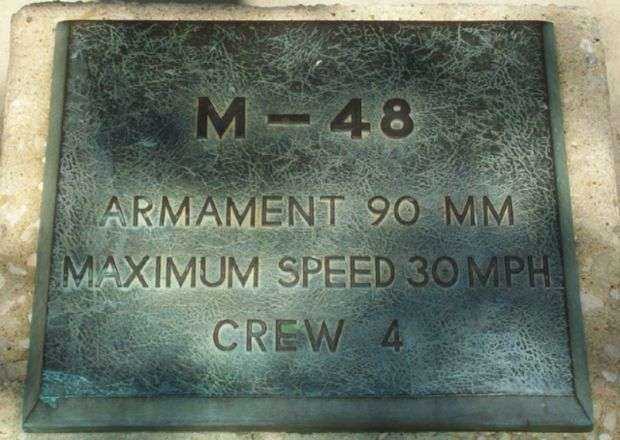 M-48
ARMAMENT 90 MM
MAXIMUM SPEED 30 MPH
CREW 4